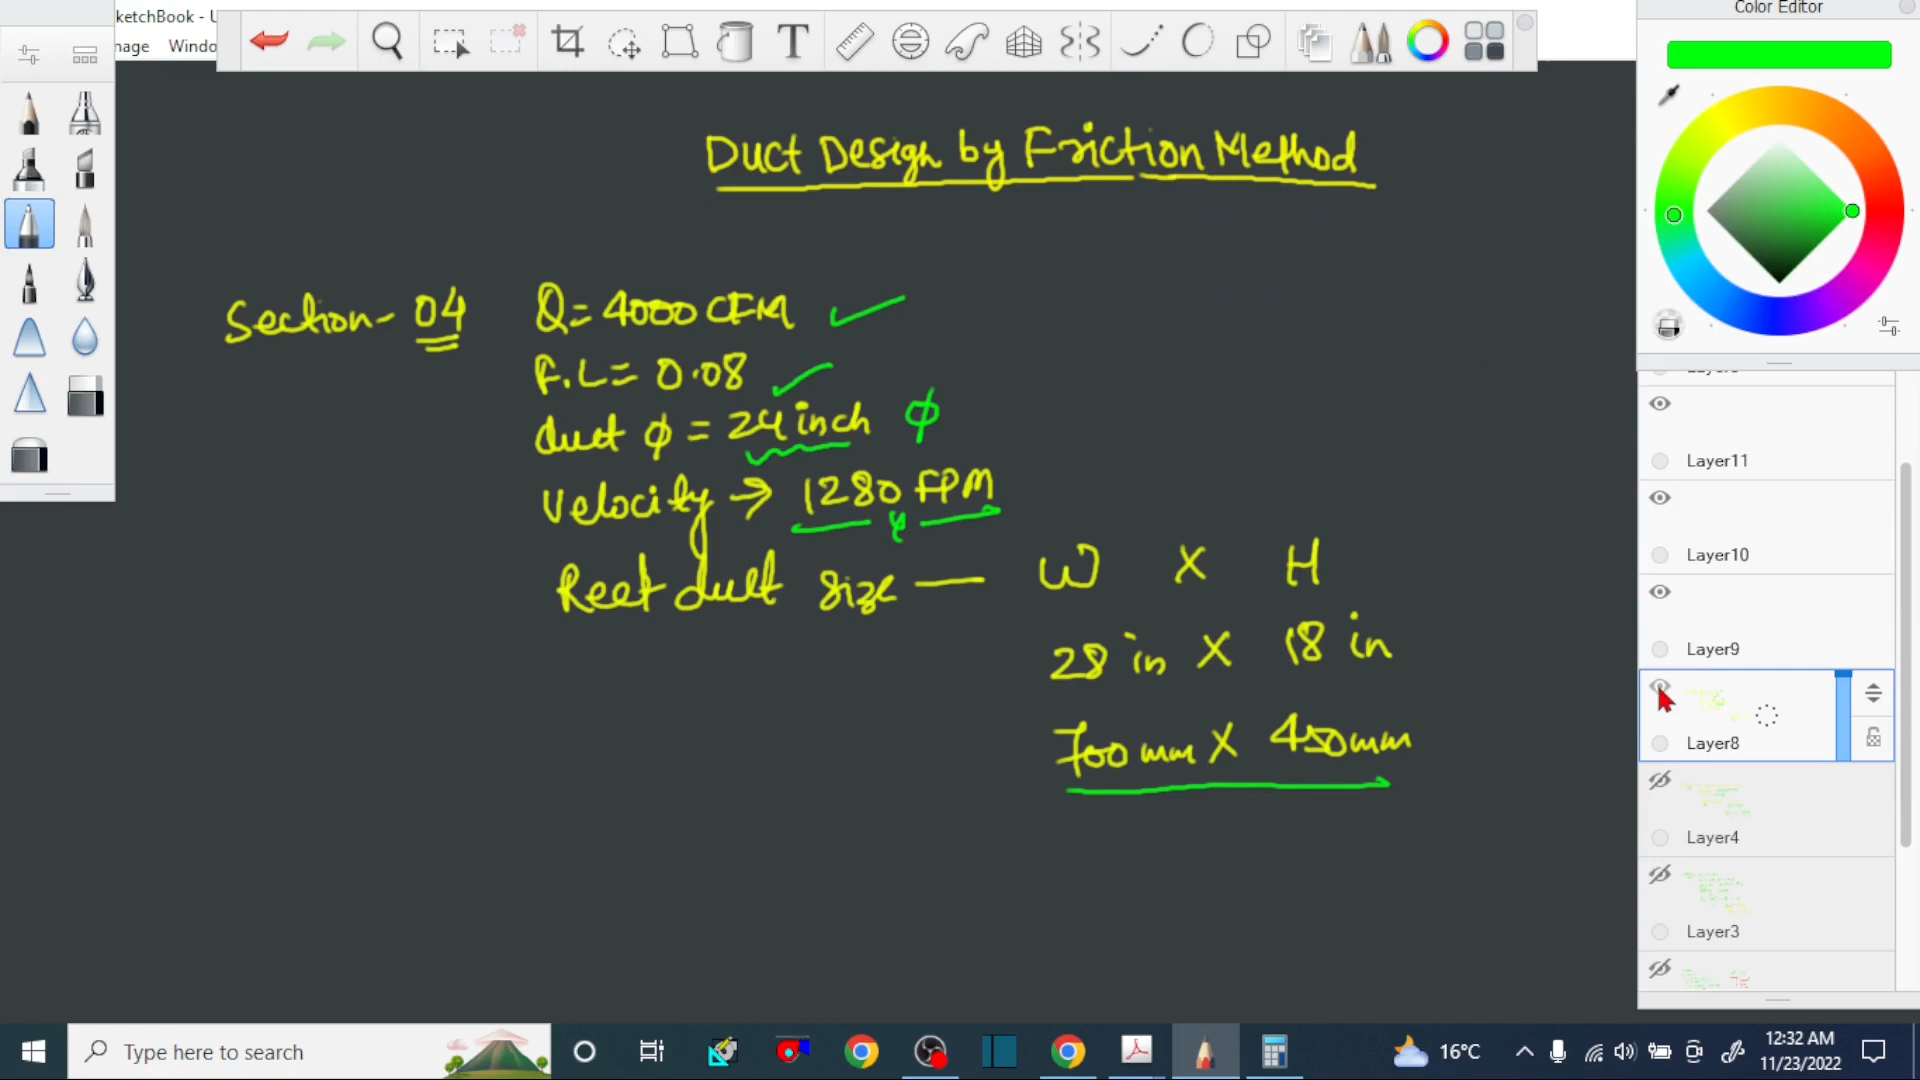 ketchBook - U
nage Windo
Color Editor
Duct Design by Friction Method
Section - 04 Q = 4000 CFM
F.L = 0.08
duct φ = 24 inch φ
Velocity → 1280 FPM
Rect duct size — W X H
28 in X 18 in
700 mm X 450 mm
Layer11
Layer10
Layer9
Layer8
Layer4
Layer3
Type here to search
16°C
12:32 AM
11/23/2022